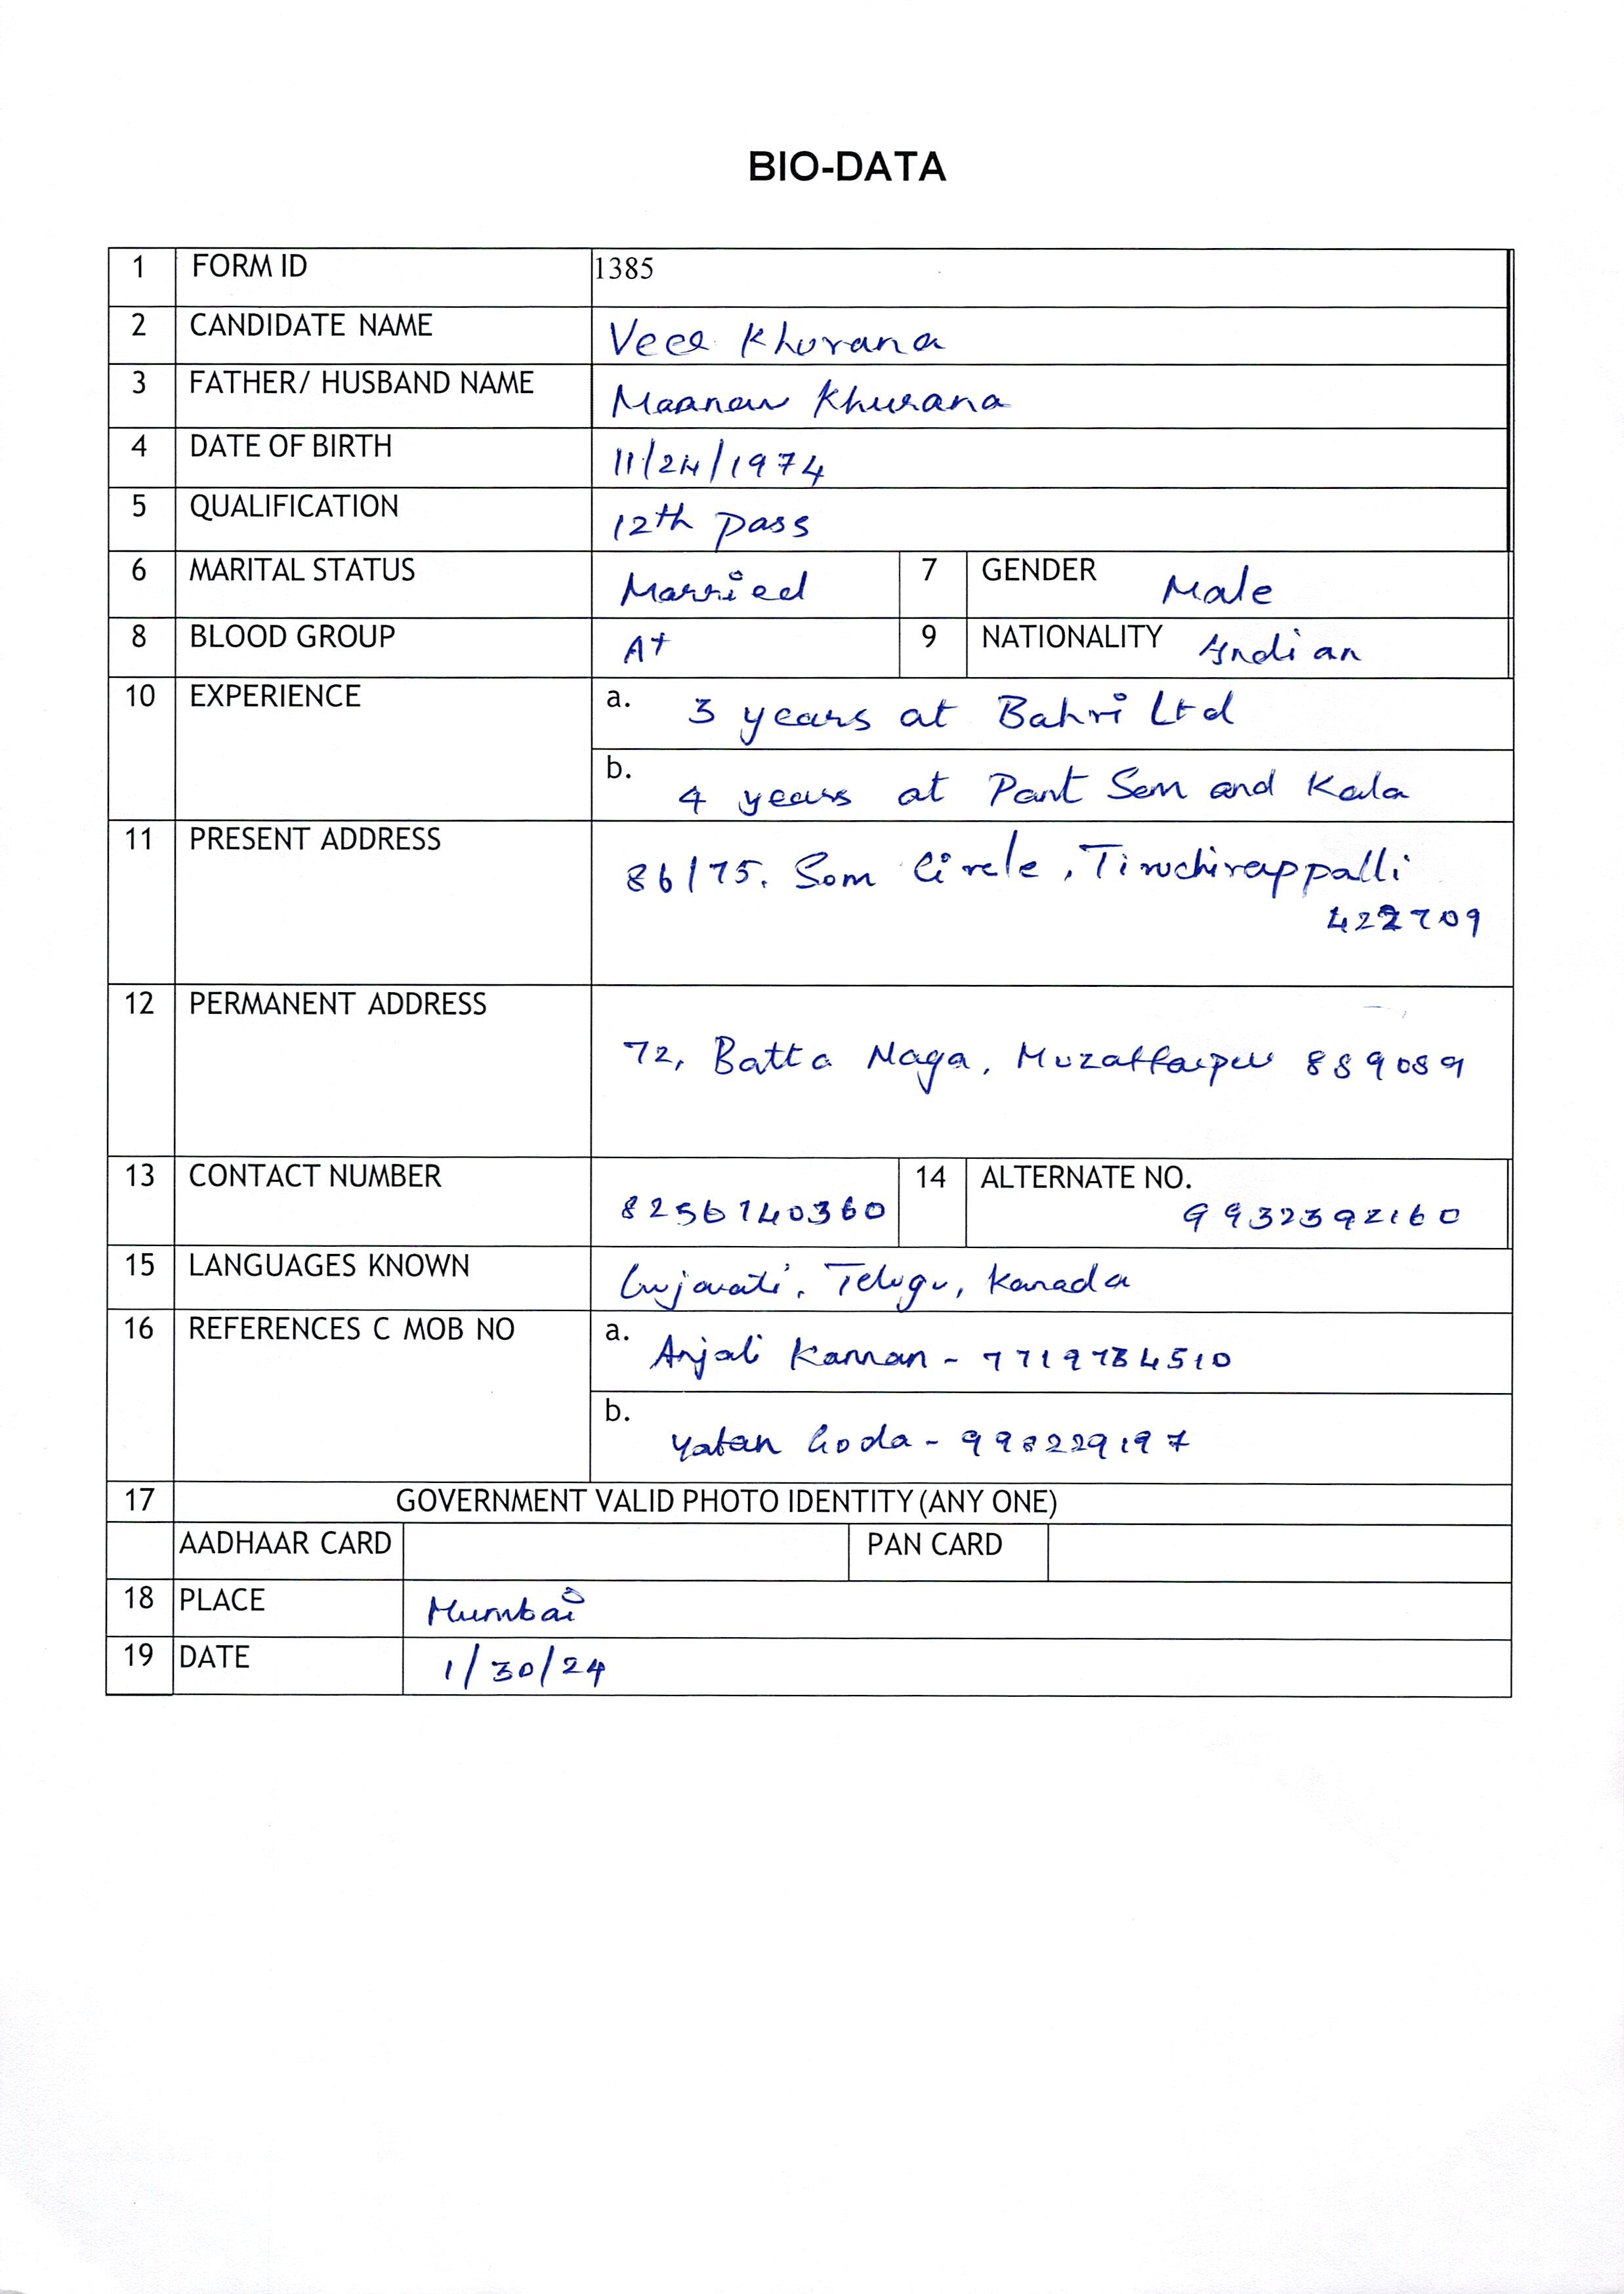 BIO-DATA
1 FORM ID 1385
2 CANDIDATE NAME Veer Khurana
3 FATHER/ HUSBAND NAME Maanav Khurana
4 DATE OF BIRTH 11/24/1974
5 QUALIFICATION 12th pass
6 MARITAL STATUS Married 7 GENDER Male
8 BLOOD GROUP A+ 9 NATIONALITY Indian
10 EXPERIENCE a. 3 years at Bahri Ltd
b. 4 years at Pant Sem and Kala
11 PRESENT ADDRESS 86/75, Som Circle, Tiruchirappalli
422709
12 PERMANENT ADDRESS
72, Batta Naga, Muzaffarpur 889089
13 CONTACT NUMBER 8256140360 14 ALTERNATE NO. 9932392160
15 LANGUAGES KNOWN Gujarati, Telugu, Kanada
16 REFERENCES C MOB NO a. Anjali Kannan - 7719784510
b. Yatan Goda - 998229197
17 GOVERNMENT VALID PHOTO IDENTITY (ANY ONE)
AADHAAR CARD PAN CARD
18 PLACE Mumbai
19 DATE 1/30/24